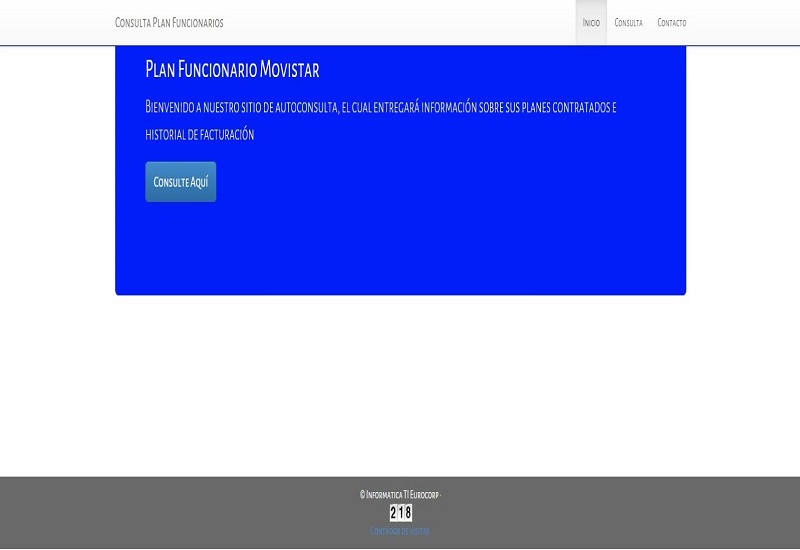 Consulta Plan Funcionarios
Inicio
Consulta
Contacto
Plan Funcionario Movistar
Bienvenido a nuestro sitio de autoconsulta, el cual entregará información sobre sus planes contratados e
historial de facturación
Consulte Aquí
© Informatica TI Eurocorp ·
218
Contador de visitas